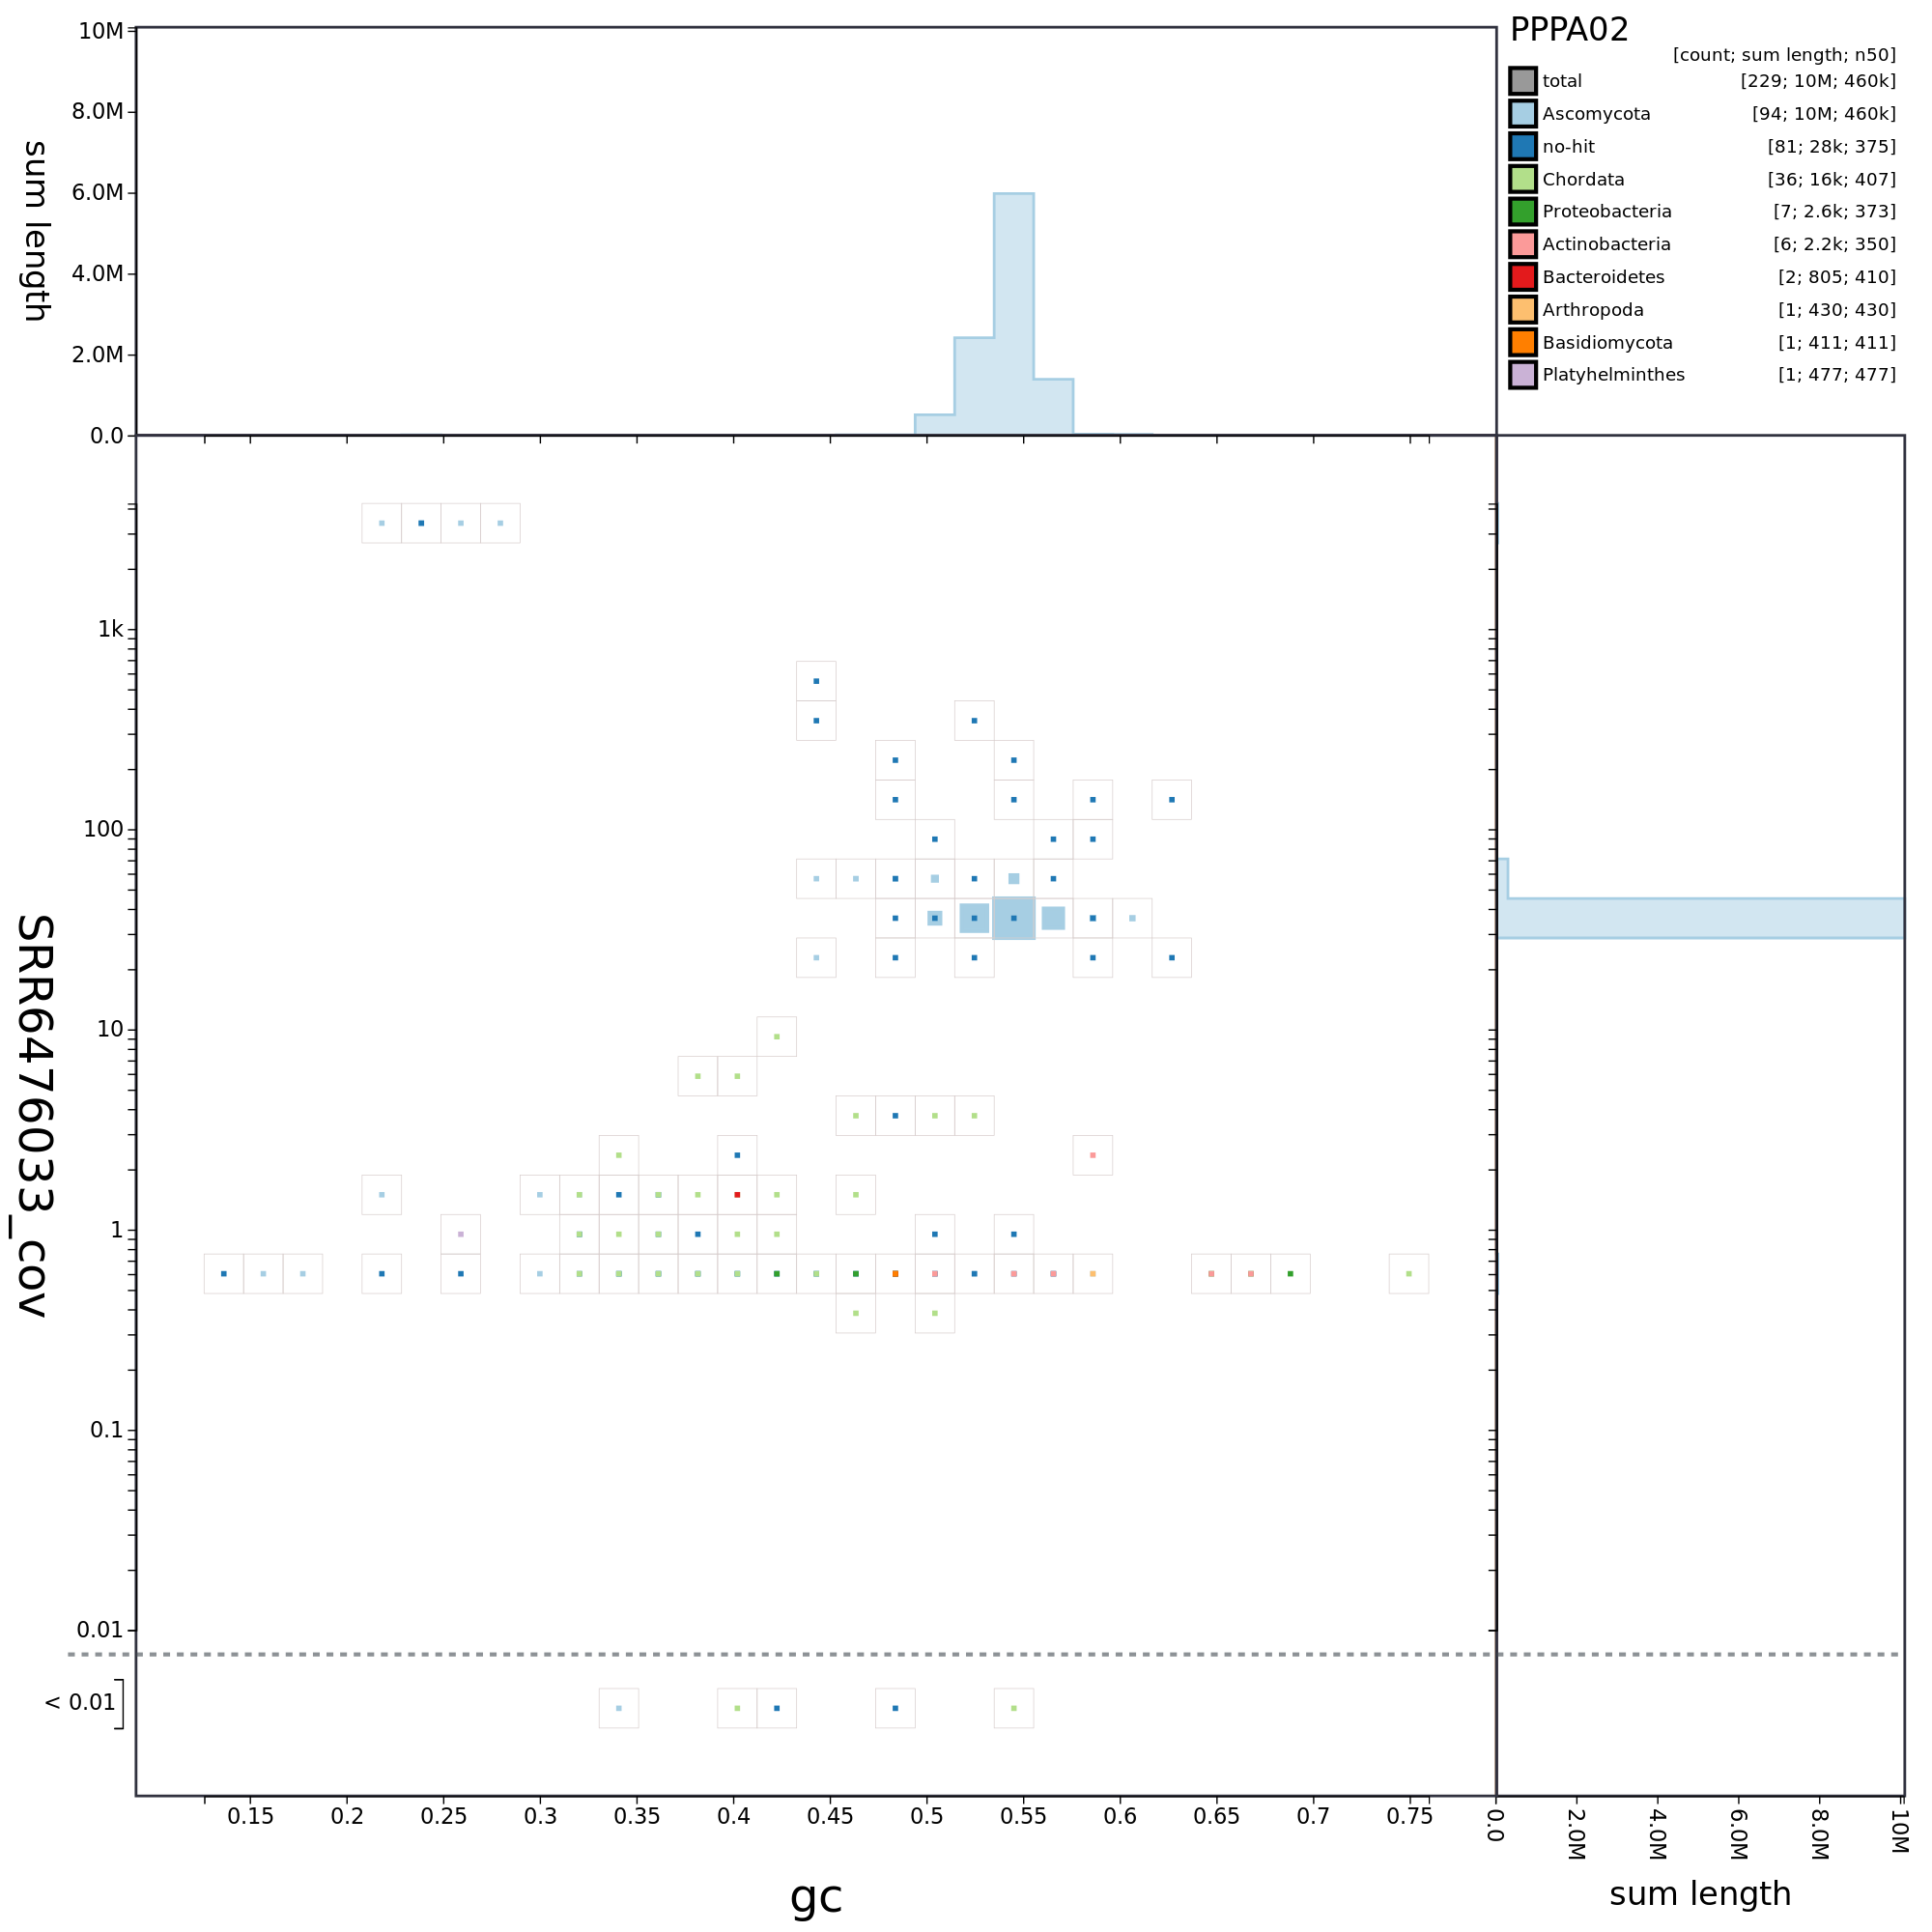 PPPA02
[count; sum length; n50]
total [229; 10M; 460k]
Ascomycota [94; 10M; 460k]
no-hit [81; 28k; 375]
Chordata [36; 16k; 407]
Proteobacteria [7; 2.6k; 373]
Actinobacteria [6; 2.2k; 350]
Bacteroidetes [2; 805; 410]
Arthropoda [1; 430; 430]
Basidiomycota [1; 411; 411]
Platyhelminthes [1; 477; 477]
sum length
10M
8.0M
6.0M
4.0M
2.0M
0.0
SRR6476033_cov
1k
100
10
1
0.1
0.01
< 0.01
0.15 0.2 0.25 0.3 0.35 0.4 0.45 0.5 0.55 0.6 0.65 0.7 0.75
gc
0.0 2.0M 4.0M 6.0M 8.0M 10M
sum length